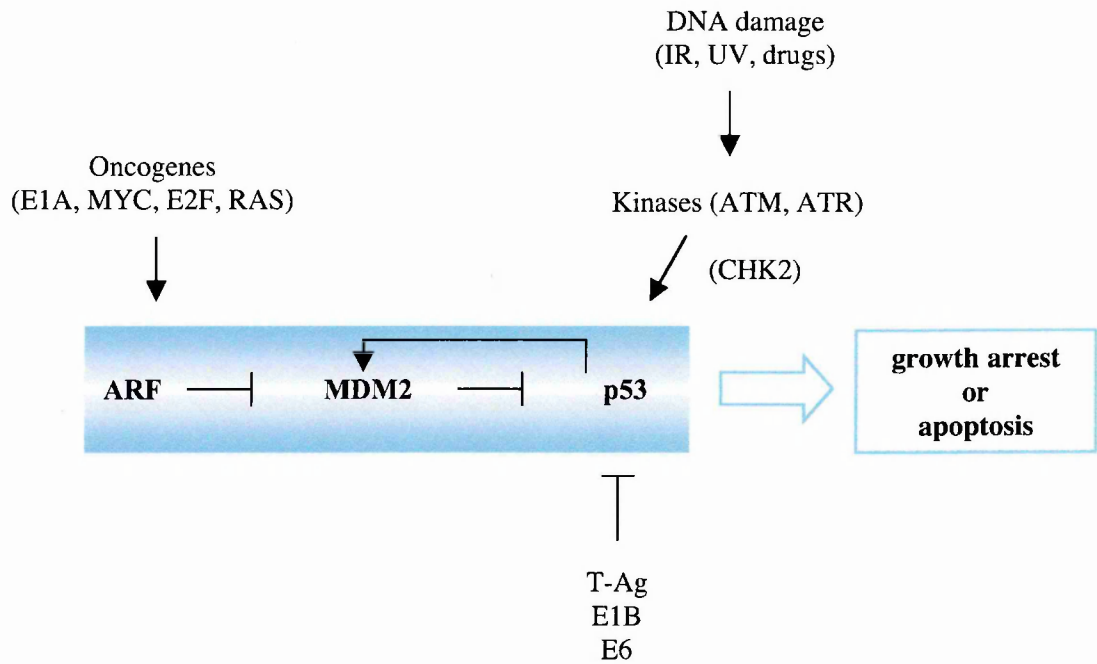 DNA damage
(IR, UV, drugs)
Oncogenes
(E1A, MYC, E2F, RAS)
Kinases (ATM, ATR)
(CHK2)
ARF
MDM2
p53
growth arrest
or
apoptosis
T-Ag
E1B
E6